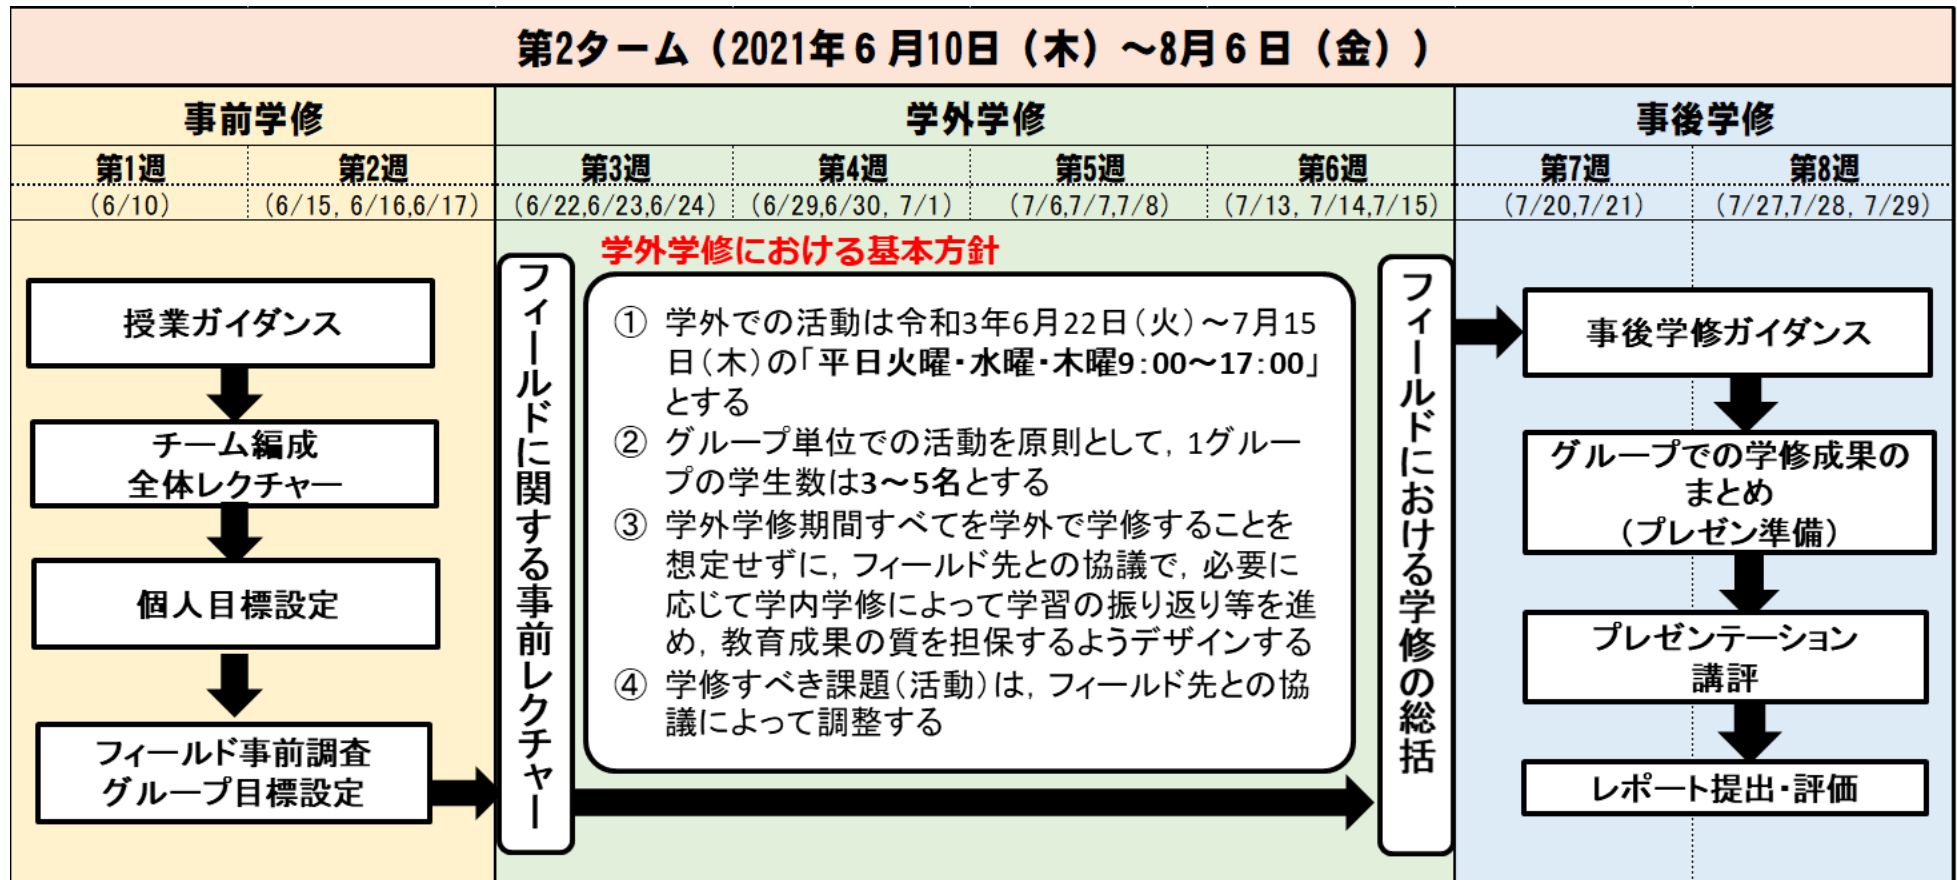 第2ターム（2021年６月10日（木）～8月６日（金））
事前学修
学外学修
事後学修
第1週
第2週
第3週
第4週
第5週
第6週
第7週
第8週
（6/10）
（6/15, 6/16,6/17）
（6/22,6/23,6/24）
（6/29,6/30, 7/1）
（7/6,7/7,7/8）
（7/13, 7/14,7/15）
（7/20,7/21）
（7/27,7/28, 7/29）
授業ガイダンス
チーム編成
全体レクチャー
個人目標設定
フィールド事前調査
グループ目標設定
フィールドに関する事前レクチャー
学外学修における基本方針
① 学外での活動は令和3年6月22日（火）～7月15
日（木）の「平日火曜・水曜・木曜9：00～17：00」
とする
② グループ単位での活動を原則として，1グルー
プの学生数は3～5名とする
③ 学外学修期間すべてを学外で学修することを
想定せずに，フィールド先との協議で，必要に
応じて学内学修によって学習の振り返り等を進
め，教育成果の質を担保するようデザインする
④ 学修すべき課題（活動）は，フィールド先との協
議によって調整する
フィールドにおける学修の総括
事後学修ガイダンス
グループでの学修成果の
まとめ
（プレゼン準備）
プレゼンテーション
講評
レポート提出・評価